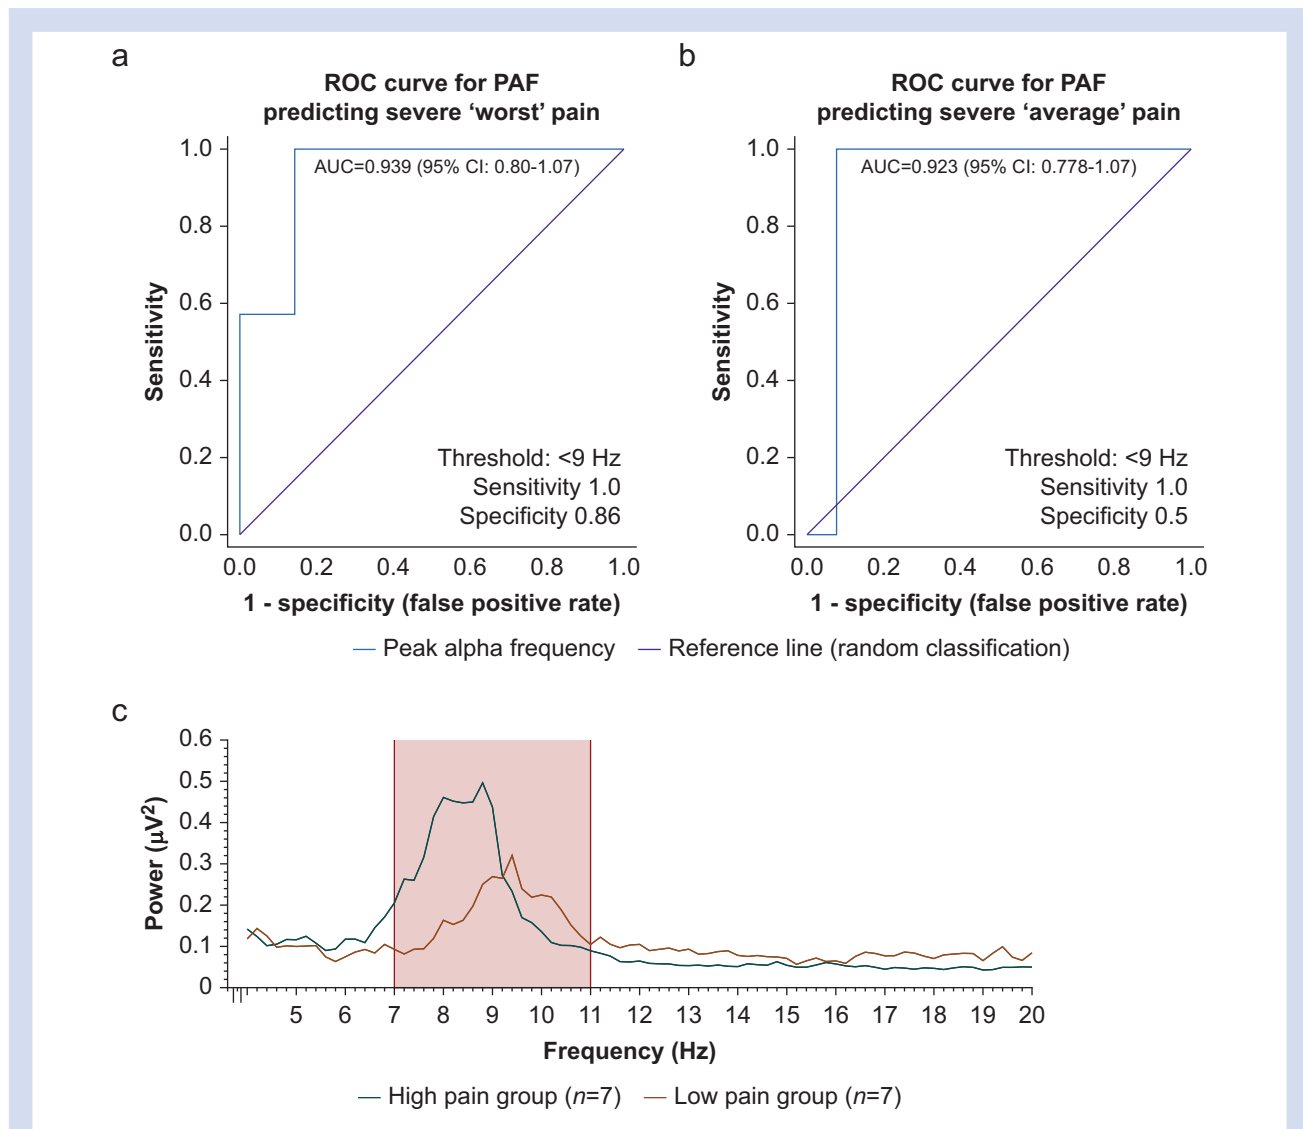 a
ROC curve for PAF
predicting severe ‘worst’ pain
1.0
0.8
0.6
0.4
0.2
0.0
Sensitivity
AUC=0.939 (95% CI: 0.80-1.07)
Threshold: <9 Hz
Sensitivity 1.0
Specificity 0.86
0.0 0.2 0.4 0.6 0.8 1.0
1 - specificity (false positive rate)
b
ROC curve for PAF
predicting severe ‘average’ pain
1.0
0.8
0.6
0.4
0.2
0.0
Sensitivity
AUC=0.923 (95% CI: 0.778-1.07)
Threshold: <9 Hz
Sensitivity 1.0
Specificity 0.5
0.0 0.2 0.4 0.6 0.8 1.0
1 - specificity (false positive rate)
Peak alpha frequency Reference line (random classification)
c
0.6
0.5
0.4
0.3
0.2
0.1
0
Power (µV²)
5 6 7 8 9 10 11 12 13 14 15 16 17 18 19 20
Frequency (Hz)
High pain group (n=7) Low pain group (n=7)